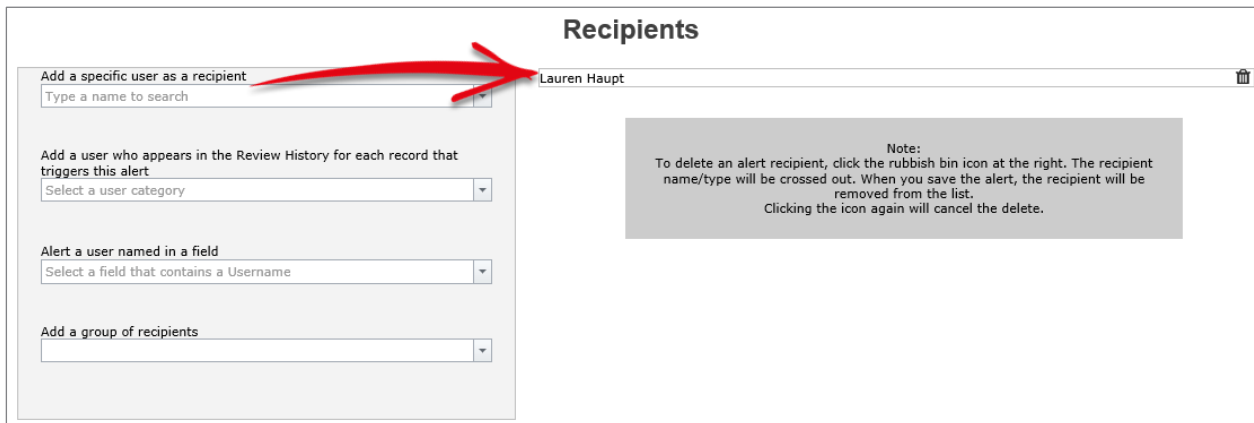 Recipients
Add a specific user as a recipient
Type a name to search
Lauren Haupt
Add a user who appears in the Review History for each record that
triggers this alert
Select a user category
Alert a user named in a field
Select a field that contains a Username
Add a group of recipients
Note:
To delete an alert recipient, click the rubbish bin icon at the right. The recipient
name/type will be crossed out. When you save the alert, the recipient will be
removed from the list.
Clicking the icon again will cancel the delete.